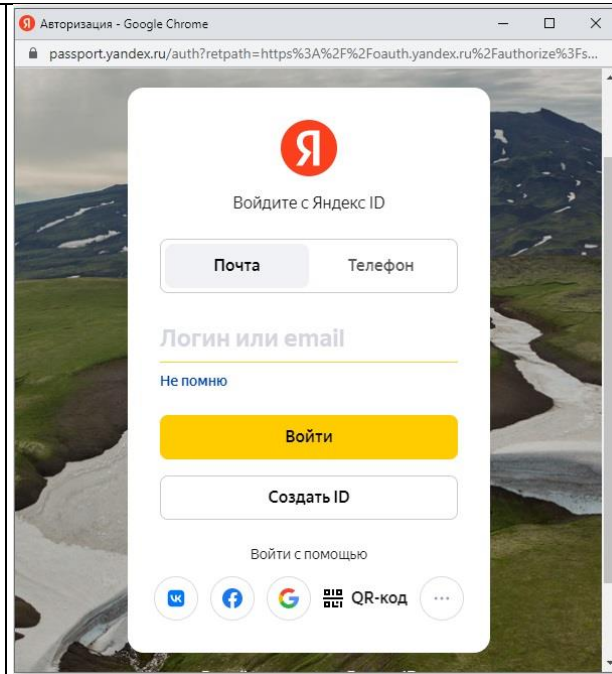 Я Авторизация - Google Chrome
passport.yandex.ru/auth?retpath=https%3A%2F%2Foauth.yandex.ru%2Fauthorize%3Fs...
Я
Войдите с Яндекс ID
Почта Телефон
Логин или email
Не помню
Войти
Создать ID
Войти с помощью
VK f G QR-код ...